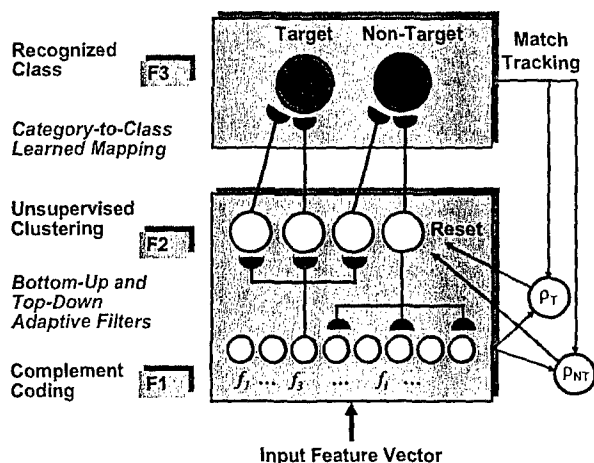 Target Non-Target
Recognized
Class
F3
Match
Tracking
Category-to-Class
Learned Mapping
Unsupervised
Clustering
F2
Reset
Bottom-Up and
Top-Down
Adaptive Filters
ρT
Complement
Coding
F1
f1 ... f3 ... fi ...
ρNT
Input Feature Vector